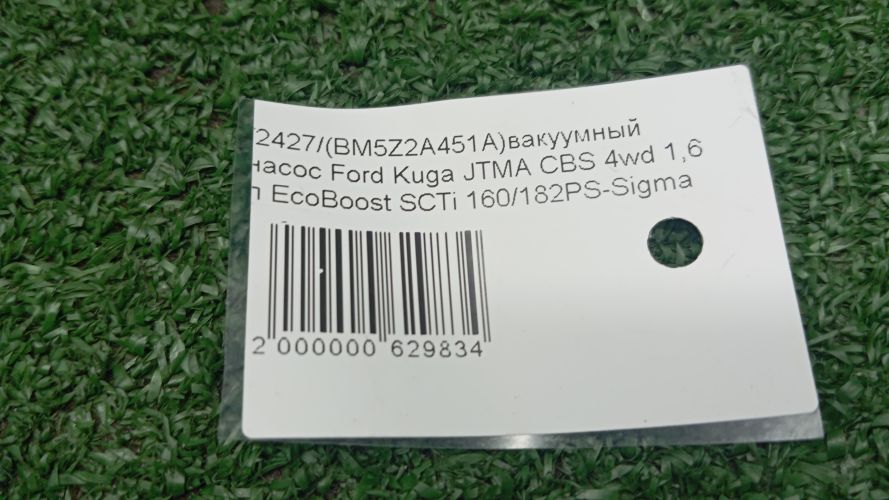 2427/(BM5Z2A451A)вакуумный
насос Ford Kuga JTMA CBS 4wd 1,6
EcoBoost SCTi 160/182PS-Sigma
2 000000 629834